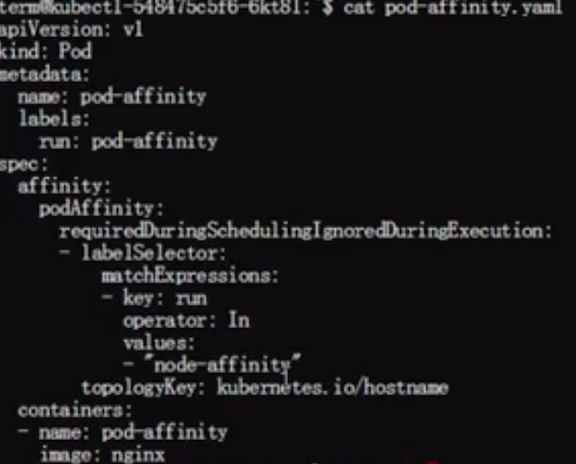 term@kubectl-548475c5f6-6kt8l: $ cat pod-affinity.yaml
apiVersion: v1
kind: Pod
metadata:
  name: pod-affinity
  labels:
    run: pod-affinity
spec:
  affinity:
    podAffinity:
      requiredDuringSchedulingIgnoredDuringExecution:
      - labelSelector:
          matchExpressions:
          - key: run
            operator: In
            values:
            - "node-affinity"
        topologyKey: kubernetes.io/hostname
  containers:
  - name: pod-affinity
    image: nginx